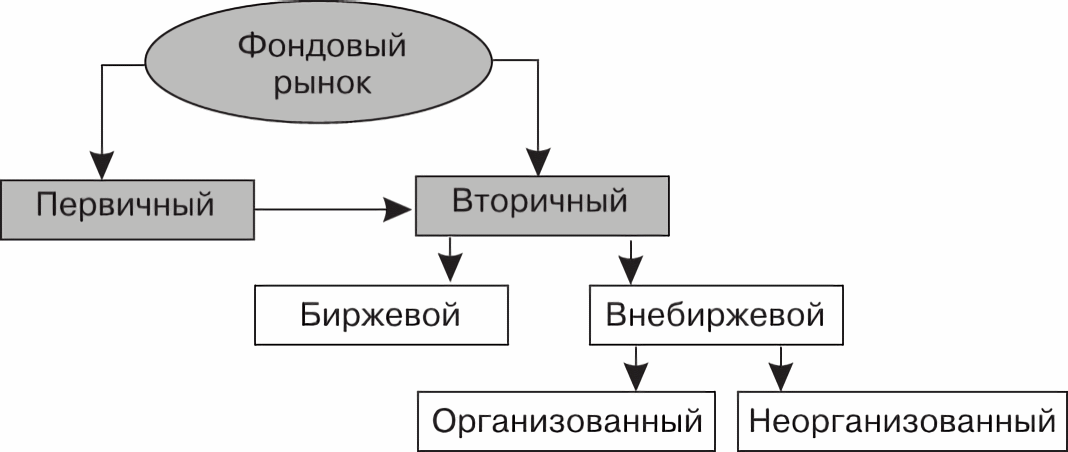 Фондовый
рынок
Первичный
Вторичный
Биржевой
Внебиржевой
Организованный
Неорганизованный